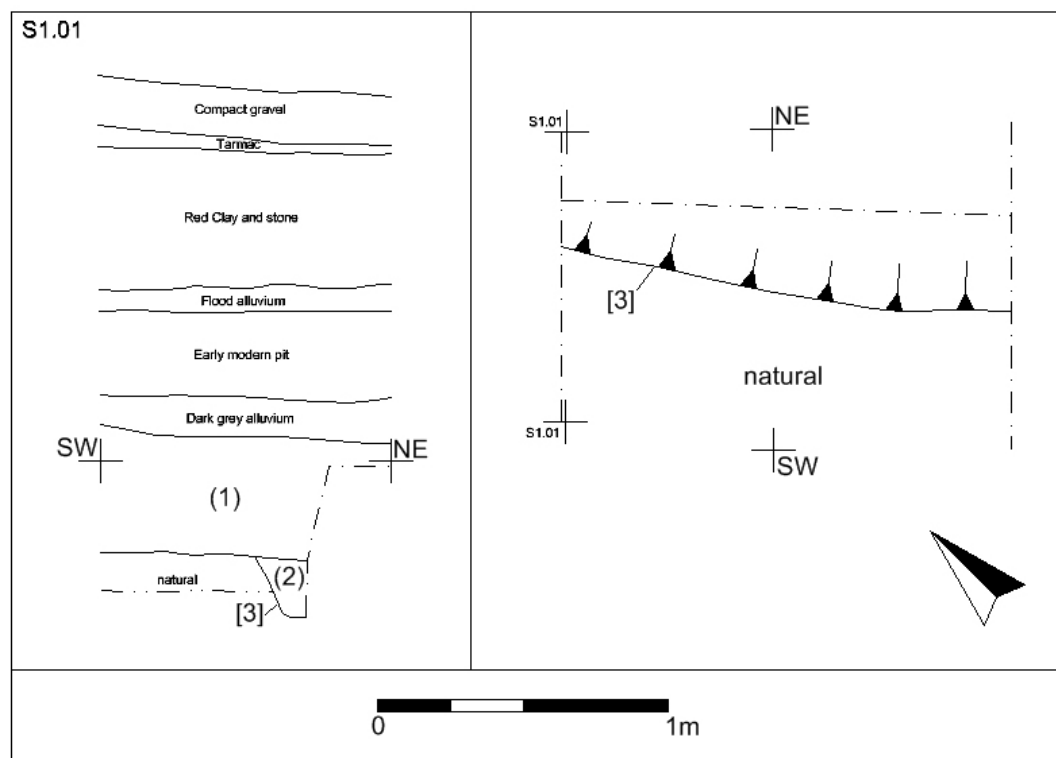 S1.01
Compact gravel
Tarmac
Red Clay and stone
Flood alluvium
Early modern pit
Dark grey alluvium
SW
NE
(1)
natural
(2)
[3]
S1.01
NE
[3]
natural
S1.01
SW
0
1m